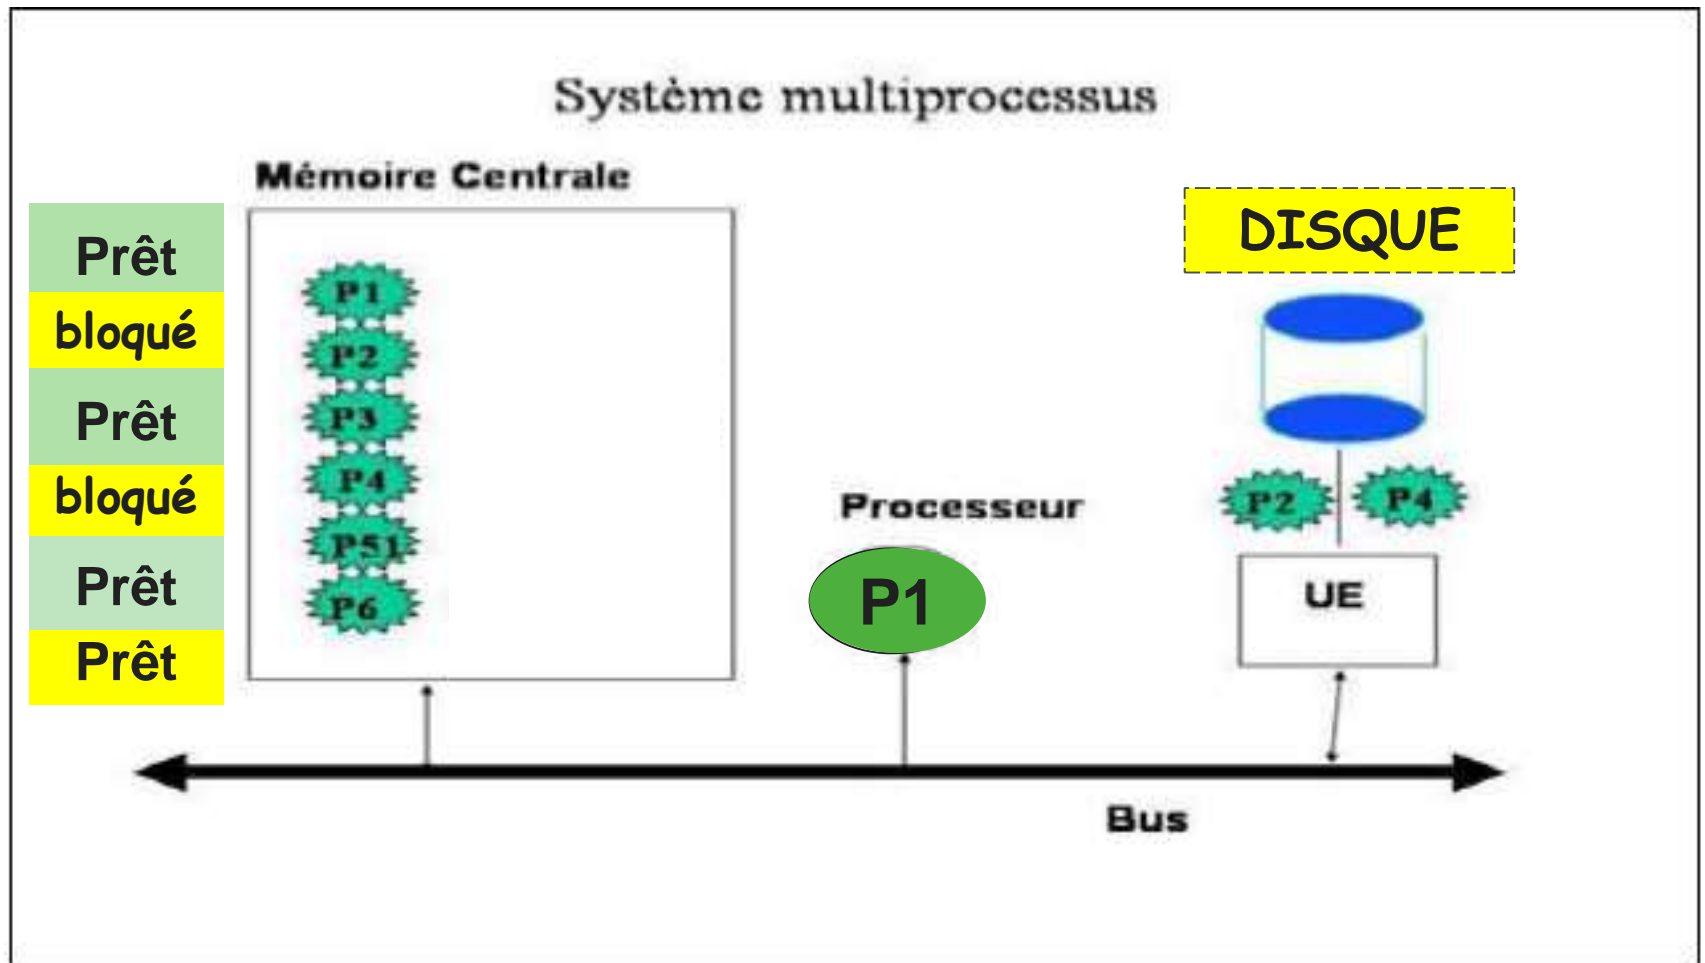 Système multiprocessus
Mémoire Centrale
DISQUE
Prêt
bloqué
Prêt
bloqué
Prêt
Prêt
P1
P2
P3
P4
P51
P6
Processeur
P1
P2
P4
UE
Bus